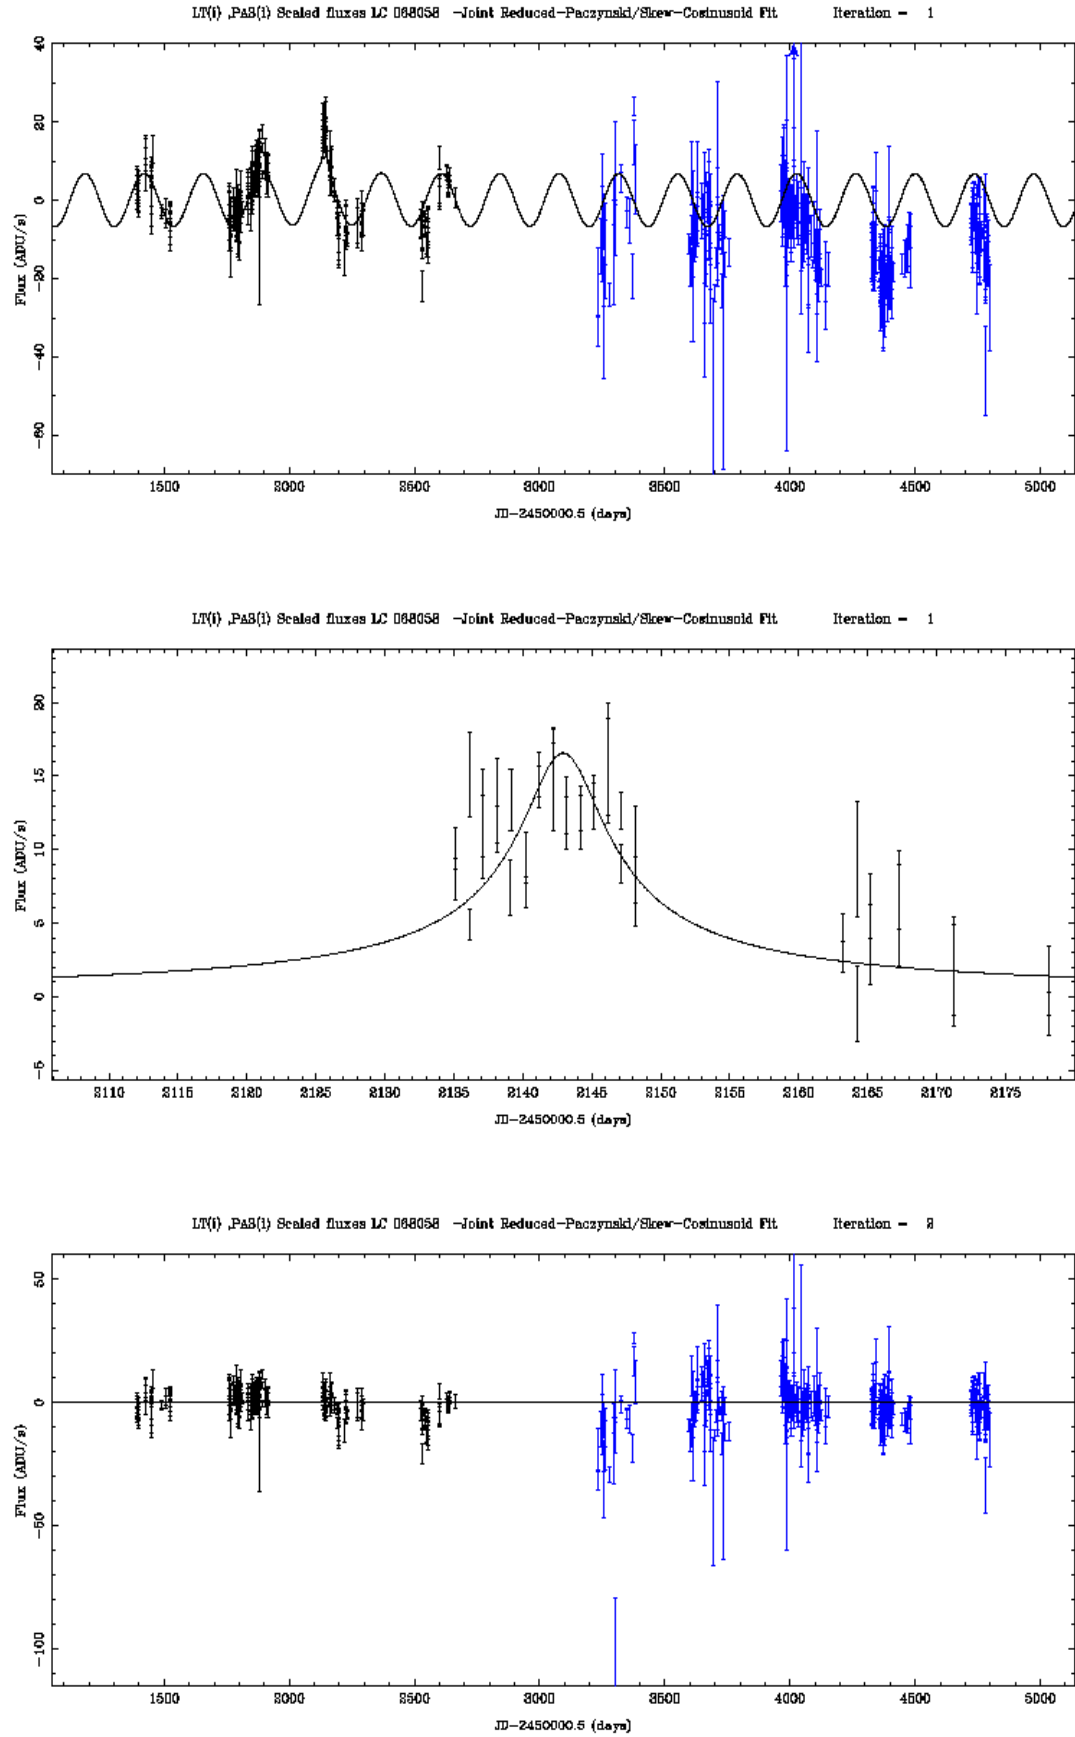 LT(i) ,PA3(i) Scaled fluxes LC 068058 -Joint Reduced-Paczynski/Skew-Cosinusoid Fit Iteration = 1
40
20
0
-20
-40
-60
Flux (ADU/s)
1500 2000 2500 3000 3500 4000 4500 5000
JD-2450000.5 (days)
LT(i) ,PA3(i) Scaled fluxes LC 068058 -Joint Reduced-Paczynski/Skew-Cosinusoid Fit Iteration = 1
20
15
10
5
0
-5
Flux (ADU/s)
2110 2115 2120 2125 2130 2135 2140 2145 2150 2155 2160 2165 2170 2175
JD-2450000.5 (days)
LT(i) ,PA3(i) Scaled fluxes LC 068058 -Joint Reduced-Paczynski/Skew-Cosinusoid Fit Iteration = 2
50
0
-50
-100
Flux (ADU/s)
1500 2000 2500 3000 3500 4000 4500 5000
JD-2450000.5 (days)